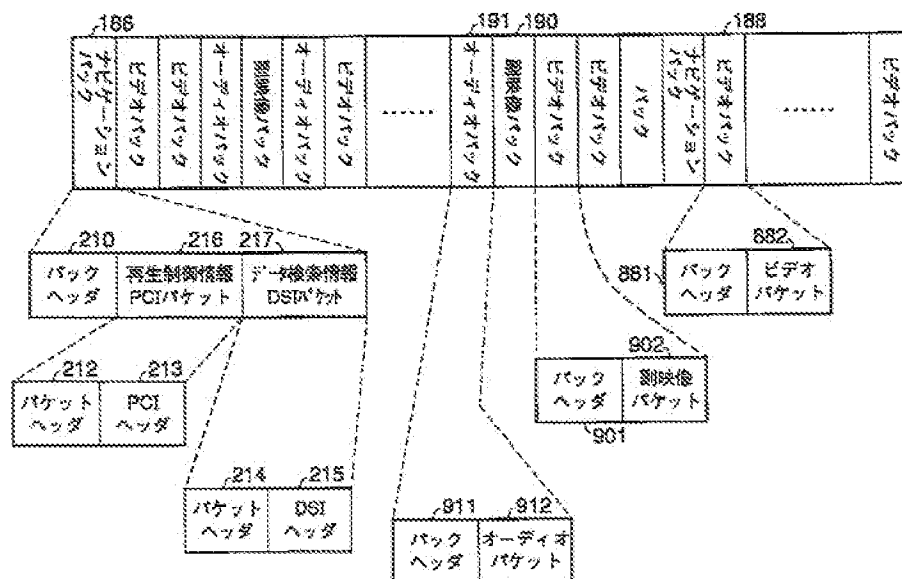 186 191 190 188
ナビゲーション
パック
ビデオパック
ビデオパック
オーディオパック
副映像パック
オーディオパック
ビデオパック
……
オーディオパック
副映像パック
ビデオパック
ビデオパック
パック
ナビゲーション
パック
ビデオパック
……
ビデオパック
210 216 217
パック
ヘッダ
再生制御情報
PCIパケット
データ検索情報
DSIパケット
882
881
パック
ヘッダ
ビデオ
パケット
212 213
パケット
ヘッダ
PCI
ヘッダ
902
パック
ヘッダ
副映像
パケット
901
214 215
パケット
ヘッダ
DSI
ヘッダ
911 912
パック
ヘッダ
オーディオ
パケット